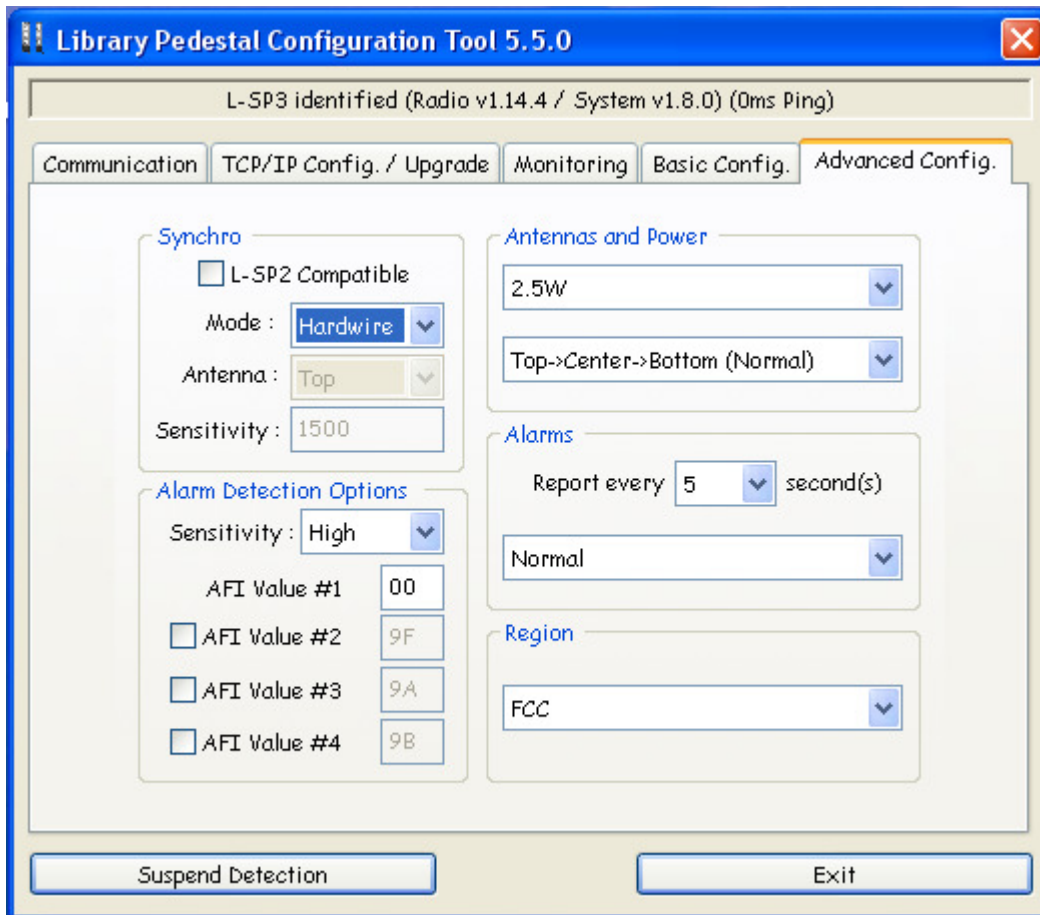 Library Pedestal Configuration Tool 5.5.0
L-SP3 identified (Radio v1.14.4 / System v1.8.0) (0ms Ping)
Communication
TCP/IP Config. / Upgrade
Monitoring
Basic Config.
Advanced Config.
Synchro
L-SP2 Compatible
Mode : Hardwire
Antenna : Top
Sensitivity : 1500
Alarm Detection Options
Sensitivity : High
AFI Value #1 00
AFI Value #2 9F
AFI Value #3 9A
AFI Value #4 9B
Antennas and Power
2.5W
Top->Center->Bottom (Normal)
Alarms
Report every 5 second(s)
Normal
Region
FCC
Suspend Detection
Exit